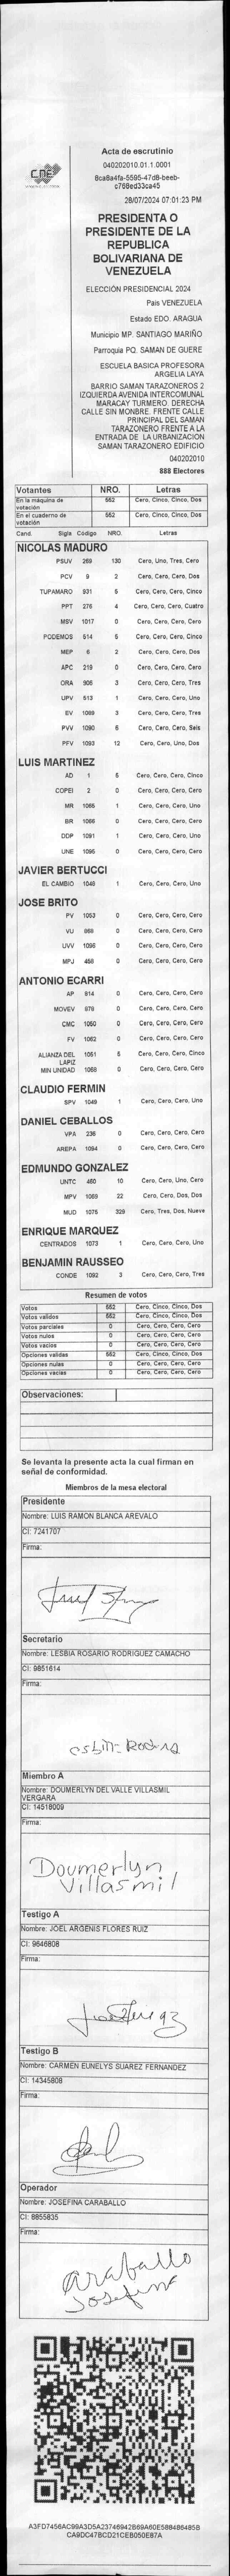 Acta de escrutinio
040202010.01.1.0001
8ca8a4fa-5595-47d8-beeb-
c768ed33ca45
28/07/2024 07:01:23 PM
CNE
PRESIDENTA O
PRESIDENTE DE LA
REPUBLICA
BOLIVARIANA DE
VENEZUELA
ELECCIÓN PRESIDENCIAL 2024
Pais VENEZUELA
Estado EDO. ARAGUA
Municipio MP. SANTIAGO MARIÑO
Parroquia PQ. SAMAN DE GUERE
ESCUELA BASICA PROFESORA
ARGELIA LAYA
BARRIO SAMAN TARAZONEROS 2
IZQUIERDA AVENIDA INTERCOMUNAL
MARACAY TURMERO. DERECHA
CALLE SIN MONBRE. FRENTE CALLE
PRINCIPAL DEL SAMAN
TARAZONERO FRENTE A LA
ENTRADA DE LA URBANIZACION
SAMAN TARAZONERO EDIFICIO
040202010
888 Electores
Votantes NRO. Letras
En la máquina de votación 552 Cero, Cinco, Cinco, Dos
En el cuaderno de votación 552 Cero, Cinco, Cinco, Dos
Cand. Sigla Código NRO. Letras
NICOLAS MADURO
PSUV 269 130 Cero, Uno, Tres, Cero
PCV 9 2 Cero, Cero, Cero, Dos
TUPAMARO 931 5 Cero, Cero, Cero, Cinco
PPT 276 4 Cero, Cero, Cero, Cuatro
MSV 1017 0 Cero, Cero, Cero, Cero
PODEMOS 514 5 Cero, Cero, Cero, Cinco
MEP 6 2 Cero, Cero, Cero, Dos
APC 219 0 Cero, Cero, Cero, Cero
ORA 906 3 Cero, Cero, Cero, Tres
UPV 513 1 Cero, Cero, Cero, Uno
EV 1089 3 Cero, Cero, Cero, Tres
PVV 1090 6 Cero, Cero, Cero, Seis
PFV 1093 12 Cero, Cero, Uno, Dos
LUIS MARTINEZ
AD 1 5 Cero, Cero, Cero, Cinco
COPEI 2 0 Cero, Cero, Cero, Cero
MR 1065 1 Cero, Cero, Cero, Uno
BR 1066 0 Cero, Cero, Cero, Cero
DDP 1091 1 Cero, Cero, Cero, Uno
UNE 1095 0 Cero, Cero, Cero, Cero
JAVIER BERTUCCI
EL CAMBIO 1048 1 Cero, Cero, Cero, Uno
JOSE BRITO
PV 1053 0 Cero, Cero, Cero, Cero
VU 868 0 Cero, Cero, Cero, Cero
UVV 1096 0 Cero, Cero, Cero, Cero
MPJ 458 0 Cero, Cero, Cero, Cero
ANTONIO ECARRI
AP 814 0 Cero, Cero, Cero, Cero
MOVEV 878 0 Cero, Cero, Cero, Cero
CMC 1050 0 Cero, Cero, Cero, Cero
FV 1062 0 Cero, Cero, Cero, Cero
ALIANZA DEL LAPIZ 1051 5 Cero, Cero, Cero, Cinco
MIN UNIDAD 1068 0 Cero, Cero, Cero, Cero
CLAUDIO FERMIN
SPV 1049 1 Cero, Cero, Cero, Uno
DANIEL CEBALLOS
VPA 236 0 Cero, Cero, Cero, Cero
AREPA 1094 0 Cero, Cero, Cero, Cero
EDMUNDO GONZALEZ
UNTC 460 10 Cero, Cero, Uno, Cero
MPV 1069 22 Cero, Cero, Dos, Dos
MUD 1075 329 Cero, Tres, Dos, Nueve
ENRIQUE MARQUEZ
CENTRADOS 1073 1 Cero, Cero, Cero, Uno
BENJAMIN RAUSSEO
CONDE 1092 3 Cero, Cero, Cero, Tres
Resumen de votos
Votos 552 Cero, Cinco, Cinco, Dos
Votos validos 552 Cero, Cinco, Cinco, Dos
Votos parciales 0 Cero, Cero, Cero, Cero
Votos nulos 0 Cero, Cero, Cero, Cero
Votos vacios 0 Cero, Cero, Cero, Cero
Opciones validas 552 Cero, Cinco, Cinco, Dos
Opciones nulas 0 Cero, Cero, Cero, Cero
Opciones vacias 0 Cero, Cero, Cero, Cero
Observaciones:
Se levanta la presente acta la cual firman en
señal de conformidad.
Miembros de la mesa electoral
Presidente
Nombre: LUIS RAMON BLANCA AREVALO
CI: 7241707
Firma:
Secretario
Nombre: LESBIA ROSARIO RODRIGUEZ CAMACHO
CI: 9851614
Firma:
Miembro A
Nombre: DOUMERLYN DEL VALLE VILLASMIL
VERGARA
CI: 14518009
Firma:
Doumerlyn
Villasmil
Testigo A
Nombre: JOEL ARGENIS FLORES RUIZ
CI: 9646808
Firma:
Testigo B
Nombre: CARMEN EUNELYS SUAREZ FERNANDEZ
CI: 14345808
Firma:
Operador
Nombre: JOSEFINA CARABALLO
CI: 8855835
Firma:
araballo
Josefina
A3FD7456AC99A3D5A23746942B69A60E588486485B
CA9DC47BCD21CEB050E87A